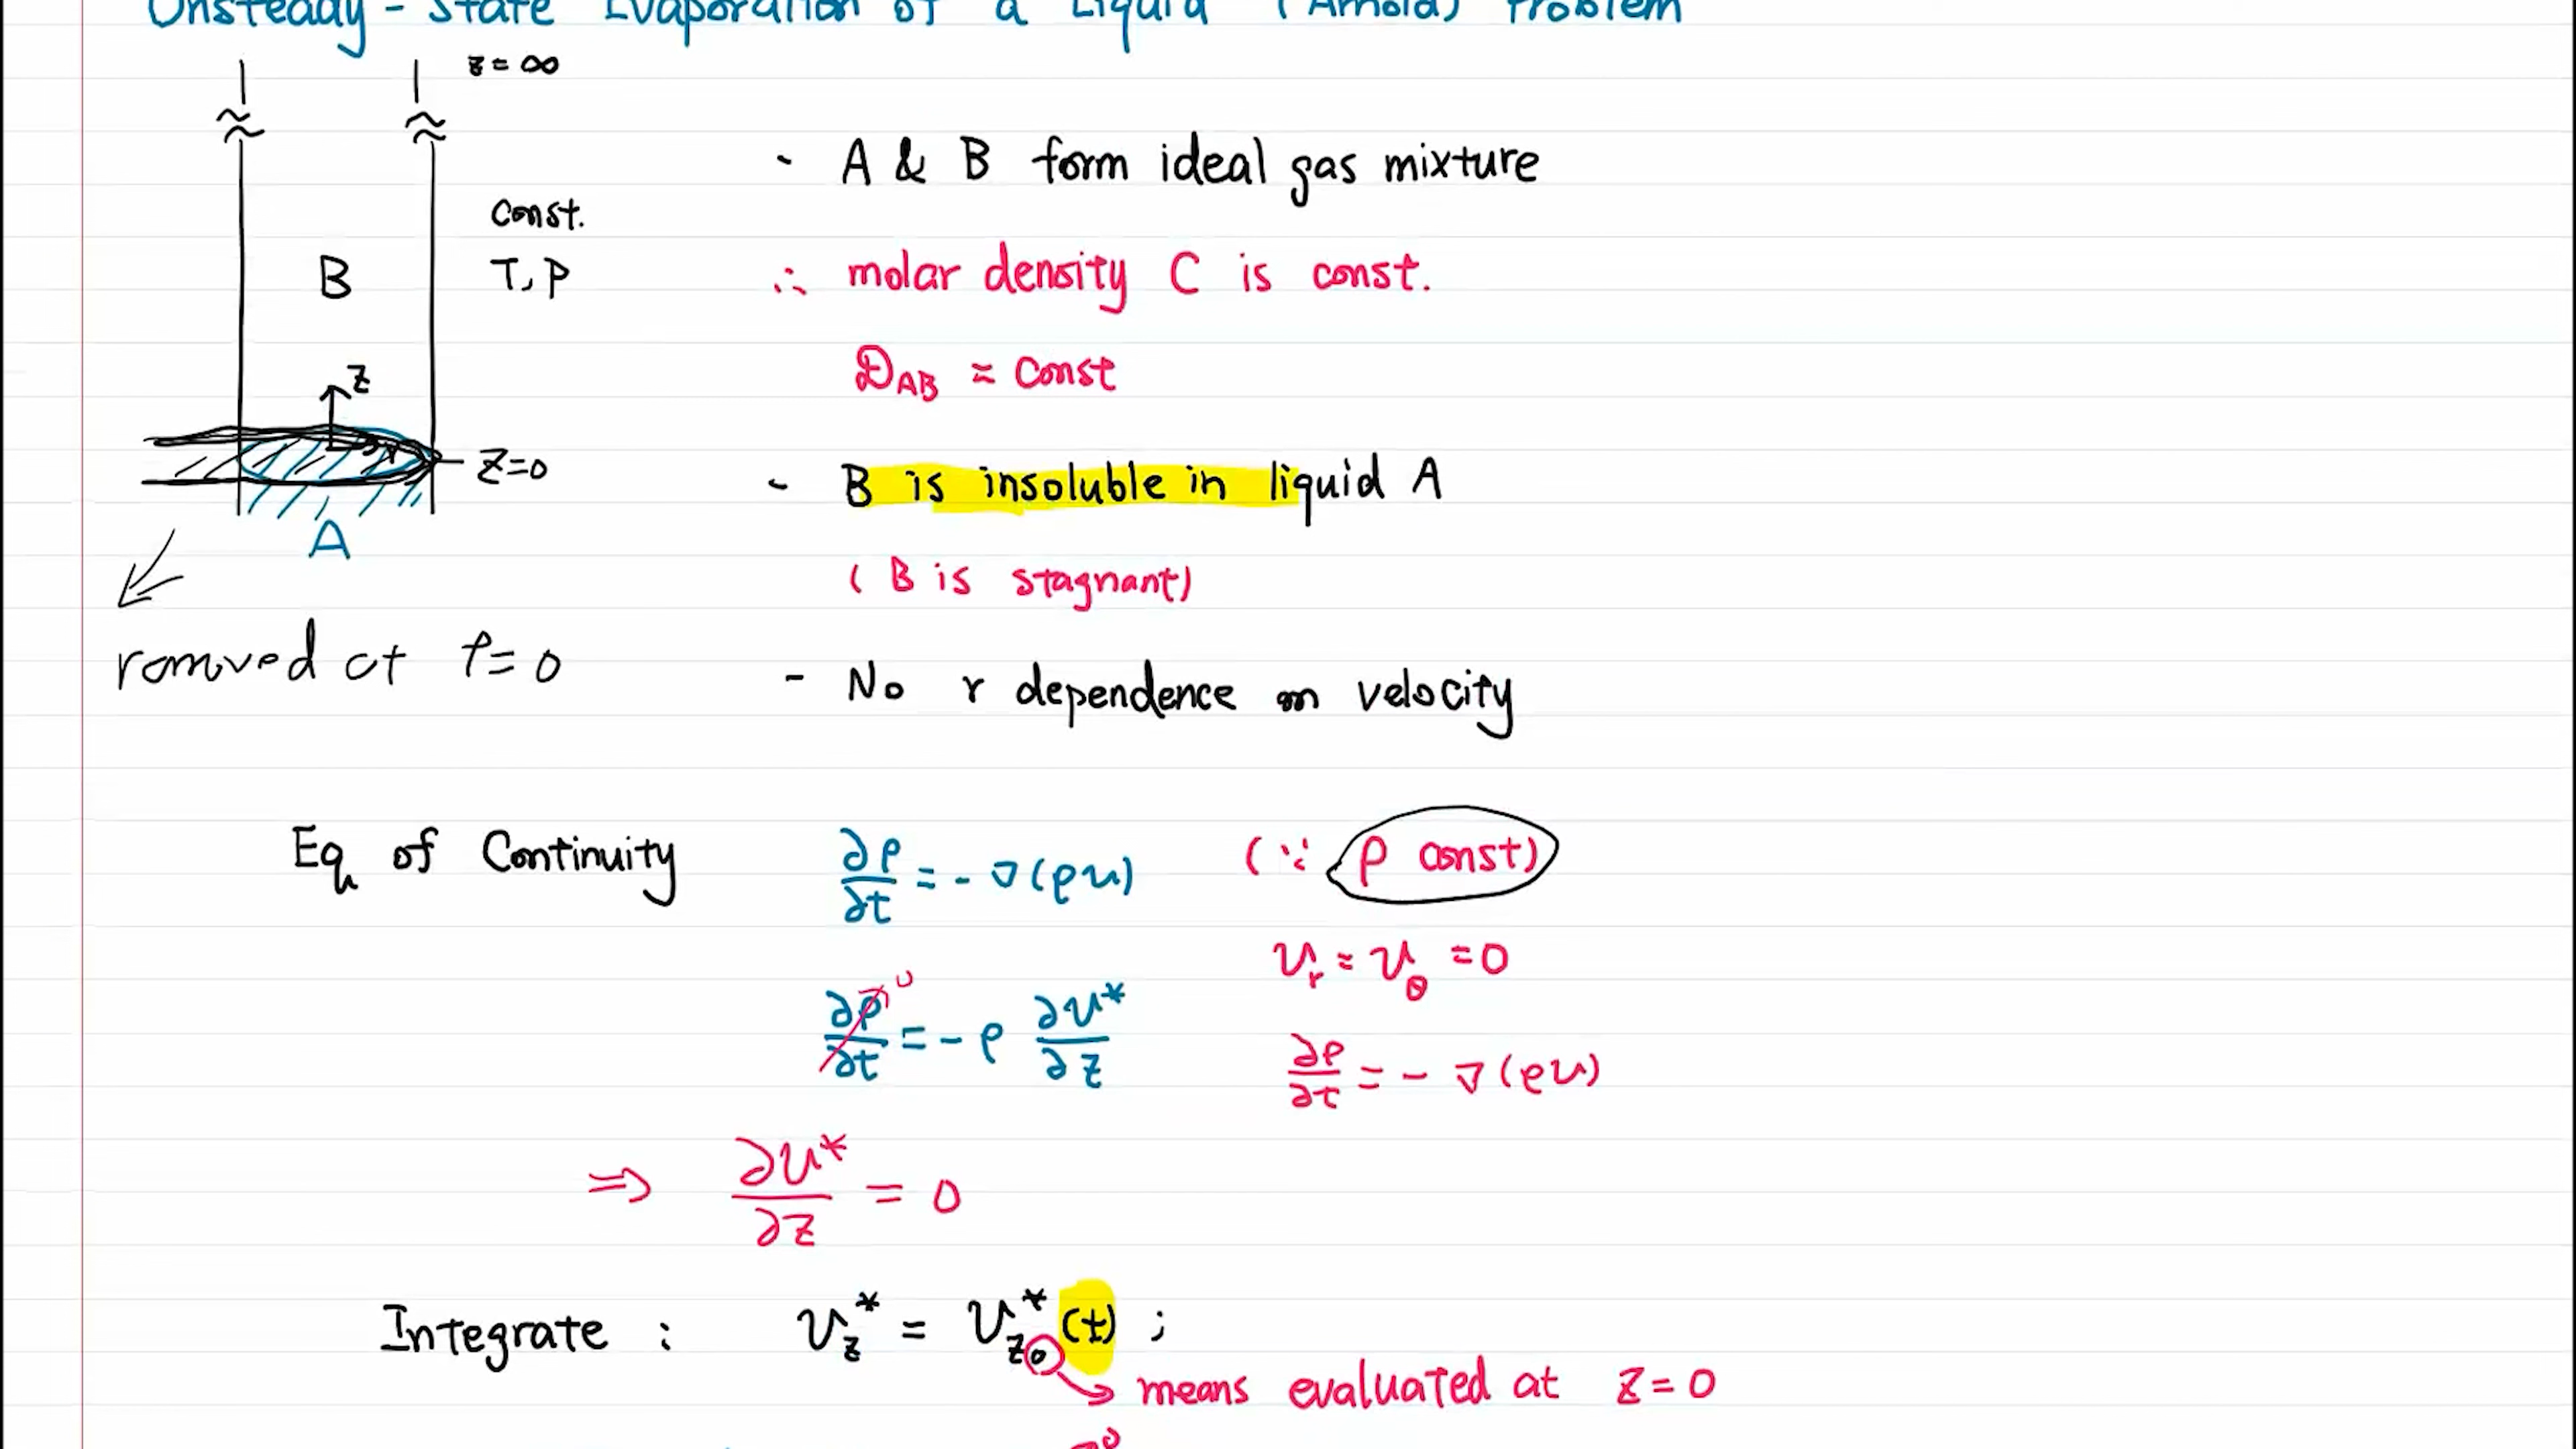 Unsteady-State Evaporation of a Liquid (Arnold) Problem
z = ∞
- A & B form ideal gas mixture
Const.
T, P
B
∴ molar density C is const.
𝒟AB ≈ Const
z
r
z=0
- B is insoluble in liquid A
A
(B is stagnant)
removed at t=0
- No r dependence on velocity
Eq of Continuity ∂ρ/∂t = -∇(ρv) (∵ ρ const)
vr = vθ = 0
∂ρ/∂t⁰ = -ρ ∂v*/∂z
∂ρ/∂t = -∇(ρv)
⇒ ∂v*/∂z = 0
Integrate : vz* = vz0*(t) ;
means evaluated at z=0